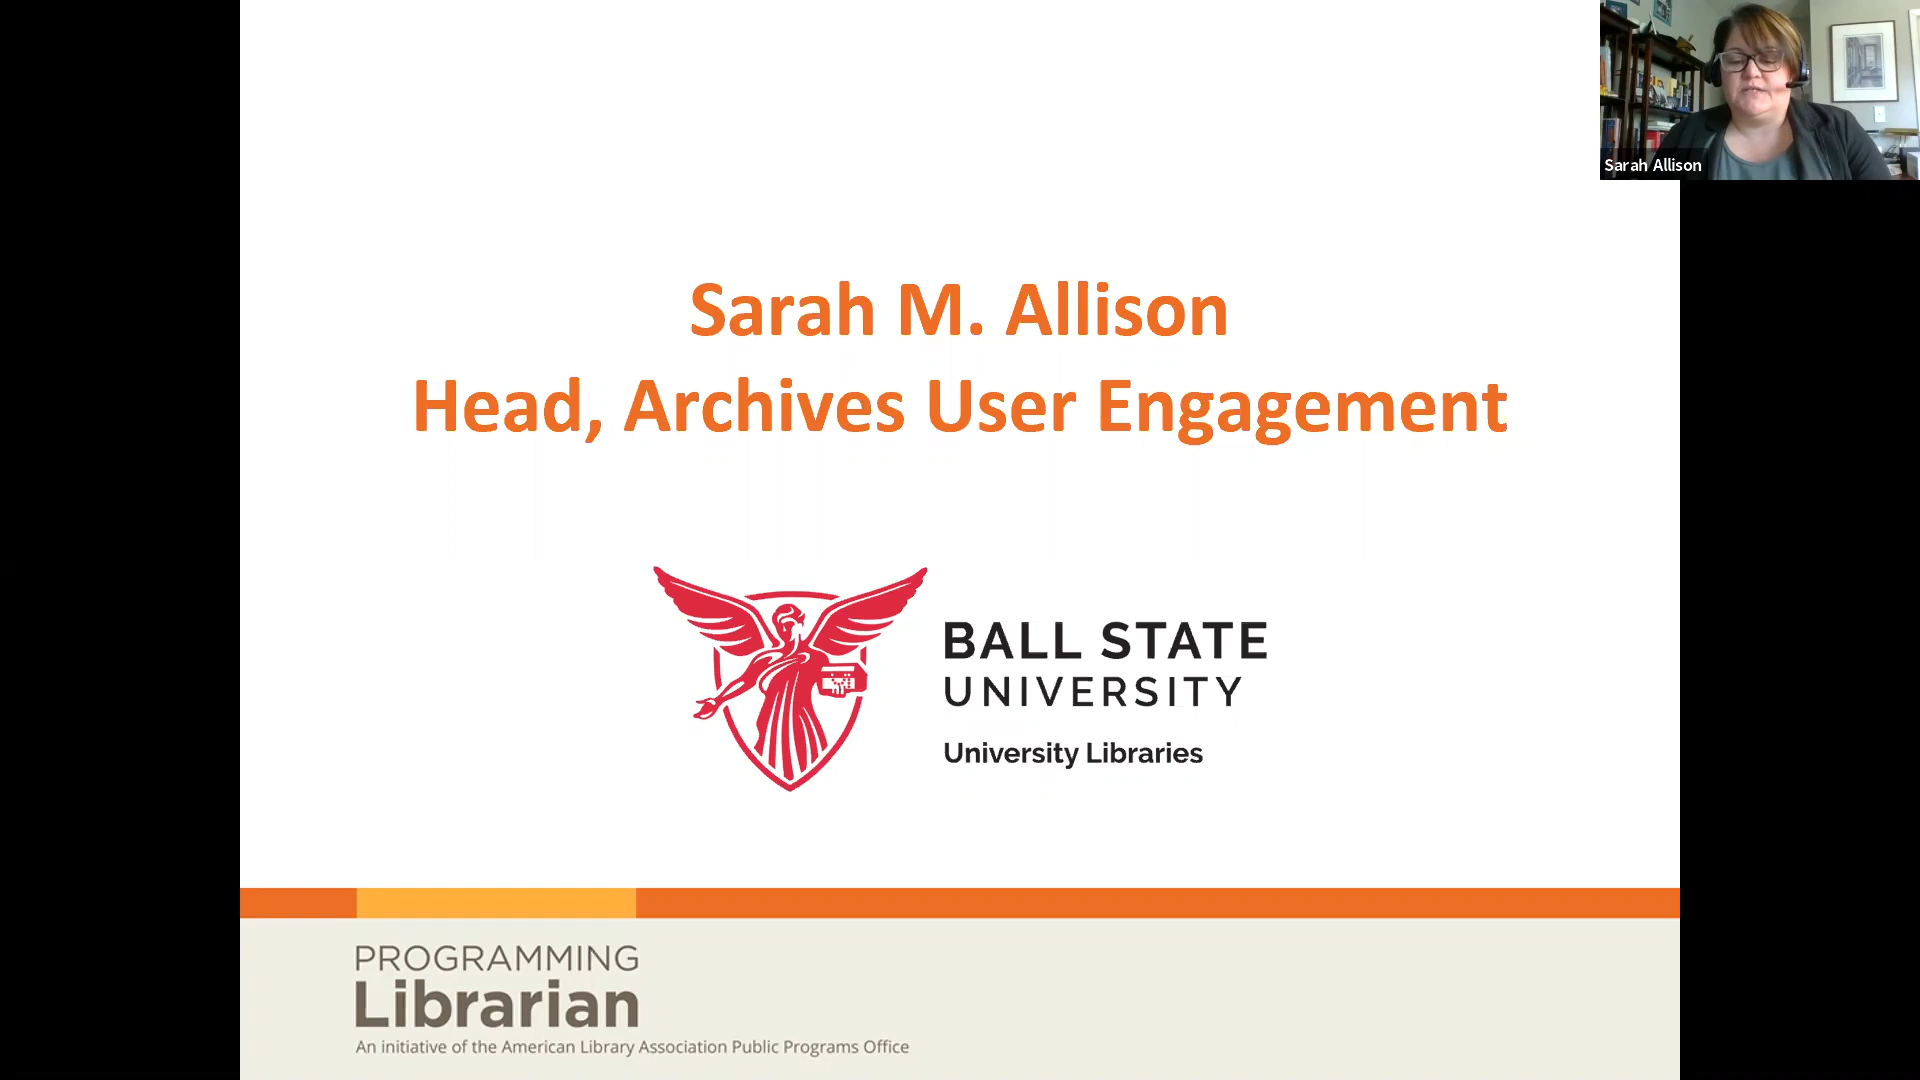 Sarah Allison
Sarah M. Allison
Head, Archives User Engagement
BALL STATE
UNIVERSITY
University Libraries
PROGRAMMING
Librarian
An initiative of the American Library Association Public Programs Office